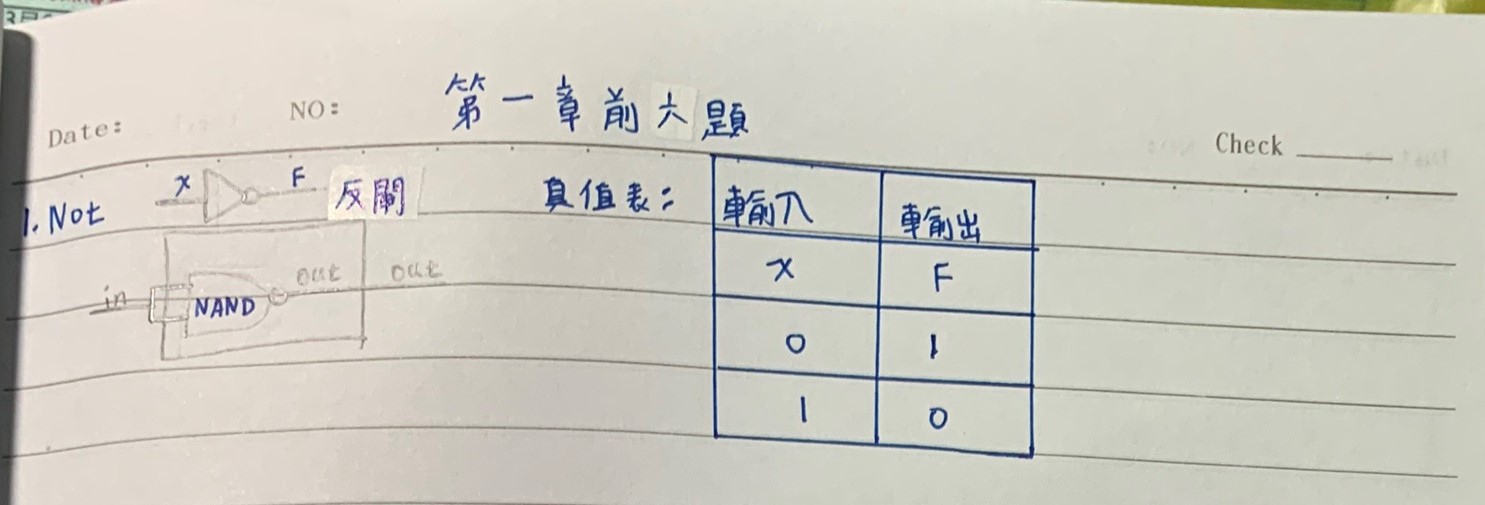 Date:
NO:
第一章前六題
Check
1. Not
x
F
反閘
真值表:
in
NAND
out
out
輸入 輸出
x F
0 1
1 0